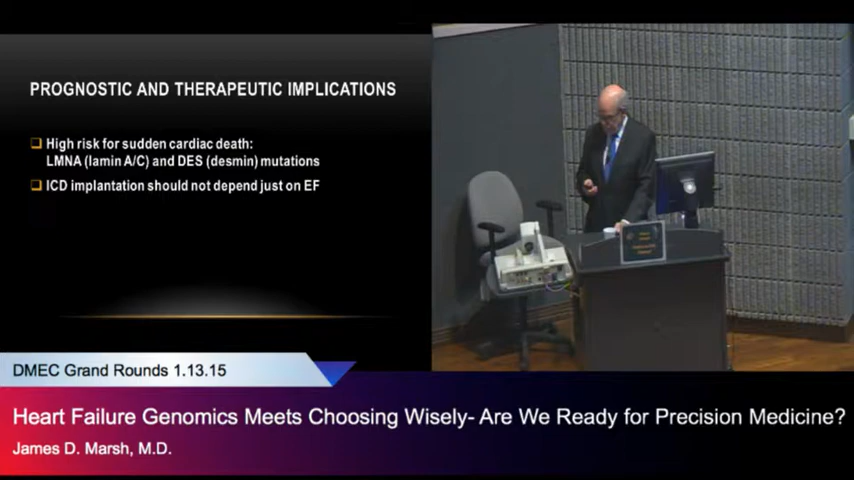 PROGNOSTIC AND THERAPEUTIC IMPLICATIONS
High risk for sudden cardiac death:
LMNA (lamin A/C) and DES (desmin) mutations
ICD implantation should not depend just on EF
DMEC Grand Rounds 1.13.15
Heart Failure Genomics Meets Choosing Wisely- Are We Ready for Precision Medicine?
James D. Marsh, M.D.